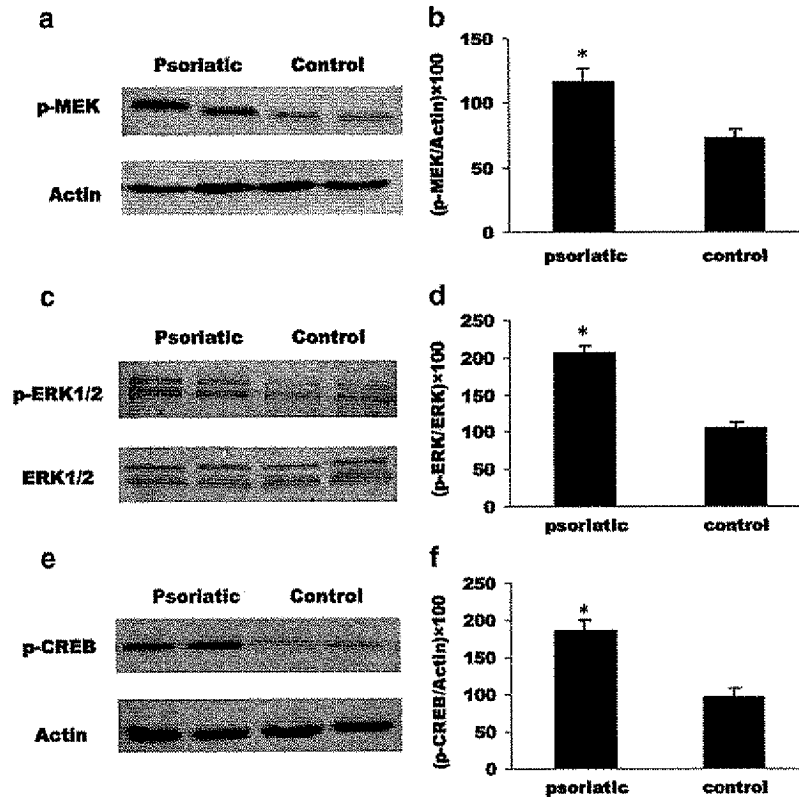 a
Psoriatic Control
p-MEK
Actin
b
(p-MEK/Actin)×100
150
100
50
0
*
psoriatic control
c
Psoriatic Control
p-ERK1/2
ERK1/2
d
(p-ERK/ERK)×100
250
200
150
100
50
0
*
psoriatic control
e
Psoriatic Control
p-CREB
Actin
f
(p-CREB/Actin)×100
250
200
150
100
50
0
*
psoriatic control